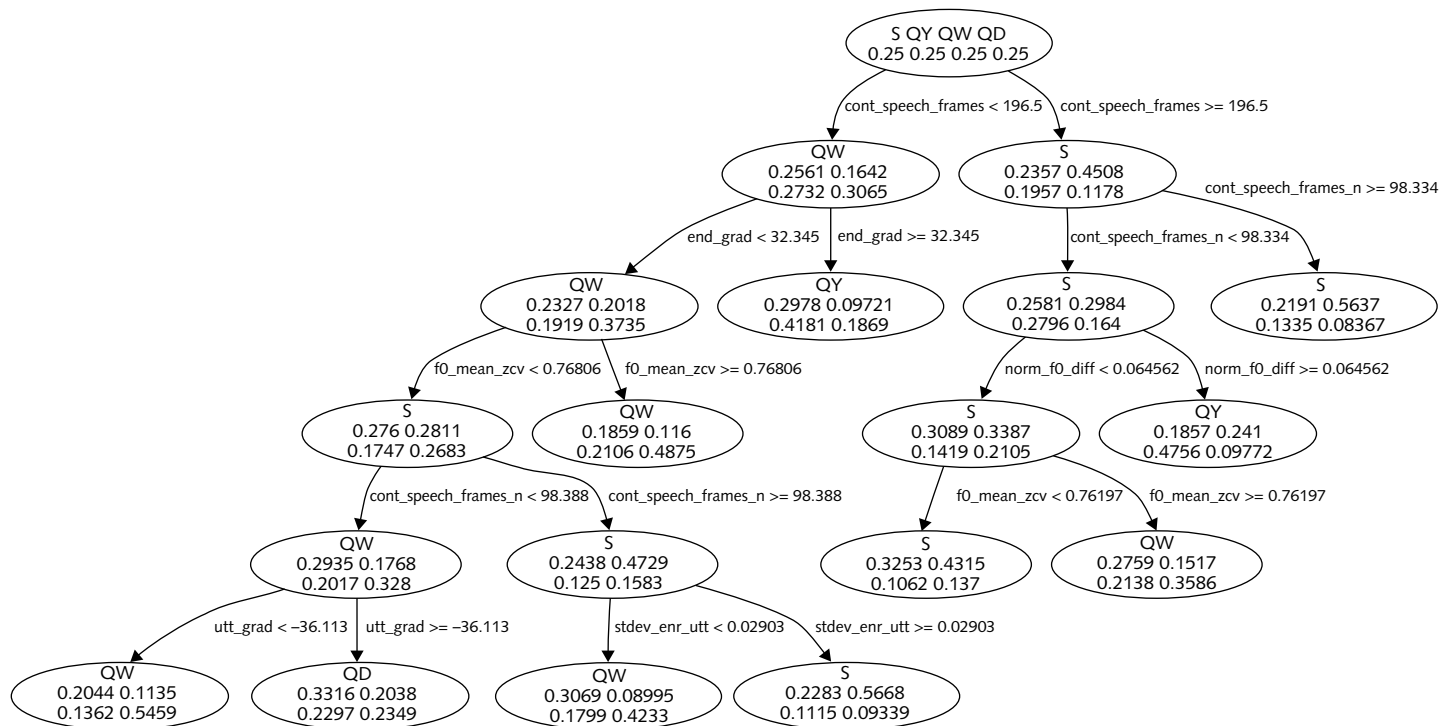 S QY QW QD
0.25 0.25 0.25 0.25
cont_speech_frames < 196.5
cont_speech_frames >= 196.5
QW
0.2561 0.1642
0.2732 0.3065
S
0.2357 0.4508
0.1957 0.1178
cont_speech_frames_n >= 98.334
end_grad < 32.345
end_grad >= 32.345
cont_speech_frames_n < 98.334
QW
0.2327 0.2018
0.1919 0.3735
QY
0.2978 0.09721
0.4181 0.1869
S
0.2581 0.2984
0.2796 0.164
S
0.2191 0.5637
0.1335 0.08367
f0_mean_zcv < 0.76806
f0_mean_zcv >= 0.76806
norm_f0_diff < 0.064562
norm_f0_diff >= 0.064562
S
0.276 0.2811
0.1747 0.2683
QW
0.1859 0.116
0.2106 0.4875
S
0.3089 0.3387
0.1419 0.2105
QY
0.1857 0.241
0.4756 0.09772
cont_speech_frames_n < 98.388
cont_speech_frames_n >= 98.388
f0_mean_zcv < 0.76197
f0_mean_zcv >= 0.76197
QW
0.2935 0.1768
0.2017 0.328
S
0.2438 0.4729
0.125 0.1583
S
0.3253 0.4315
0.1062 0.137
QW
0.2759 0.1517
0.2138 0.3586
utt_grad < −36.113
utt_grad >= −36.113
stdev_enr_utt < 0.02903
stdev_enr_utt >= 0.02903
QW
0.2044 0.1135
0.1362 0.5459
QD
0.3316 0.2038
0.2297 0.2349
QW
0.3069 0.08995
0.1799 0.4233
S
0.2283 0.5668
0.1115 0.09339